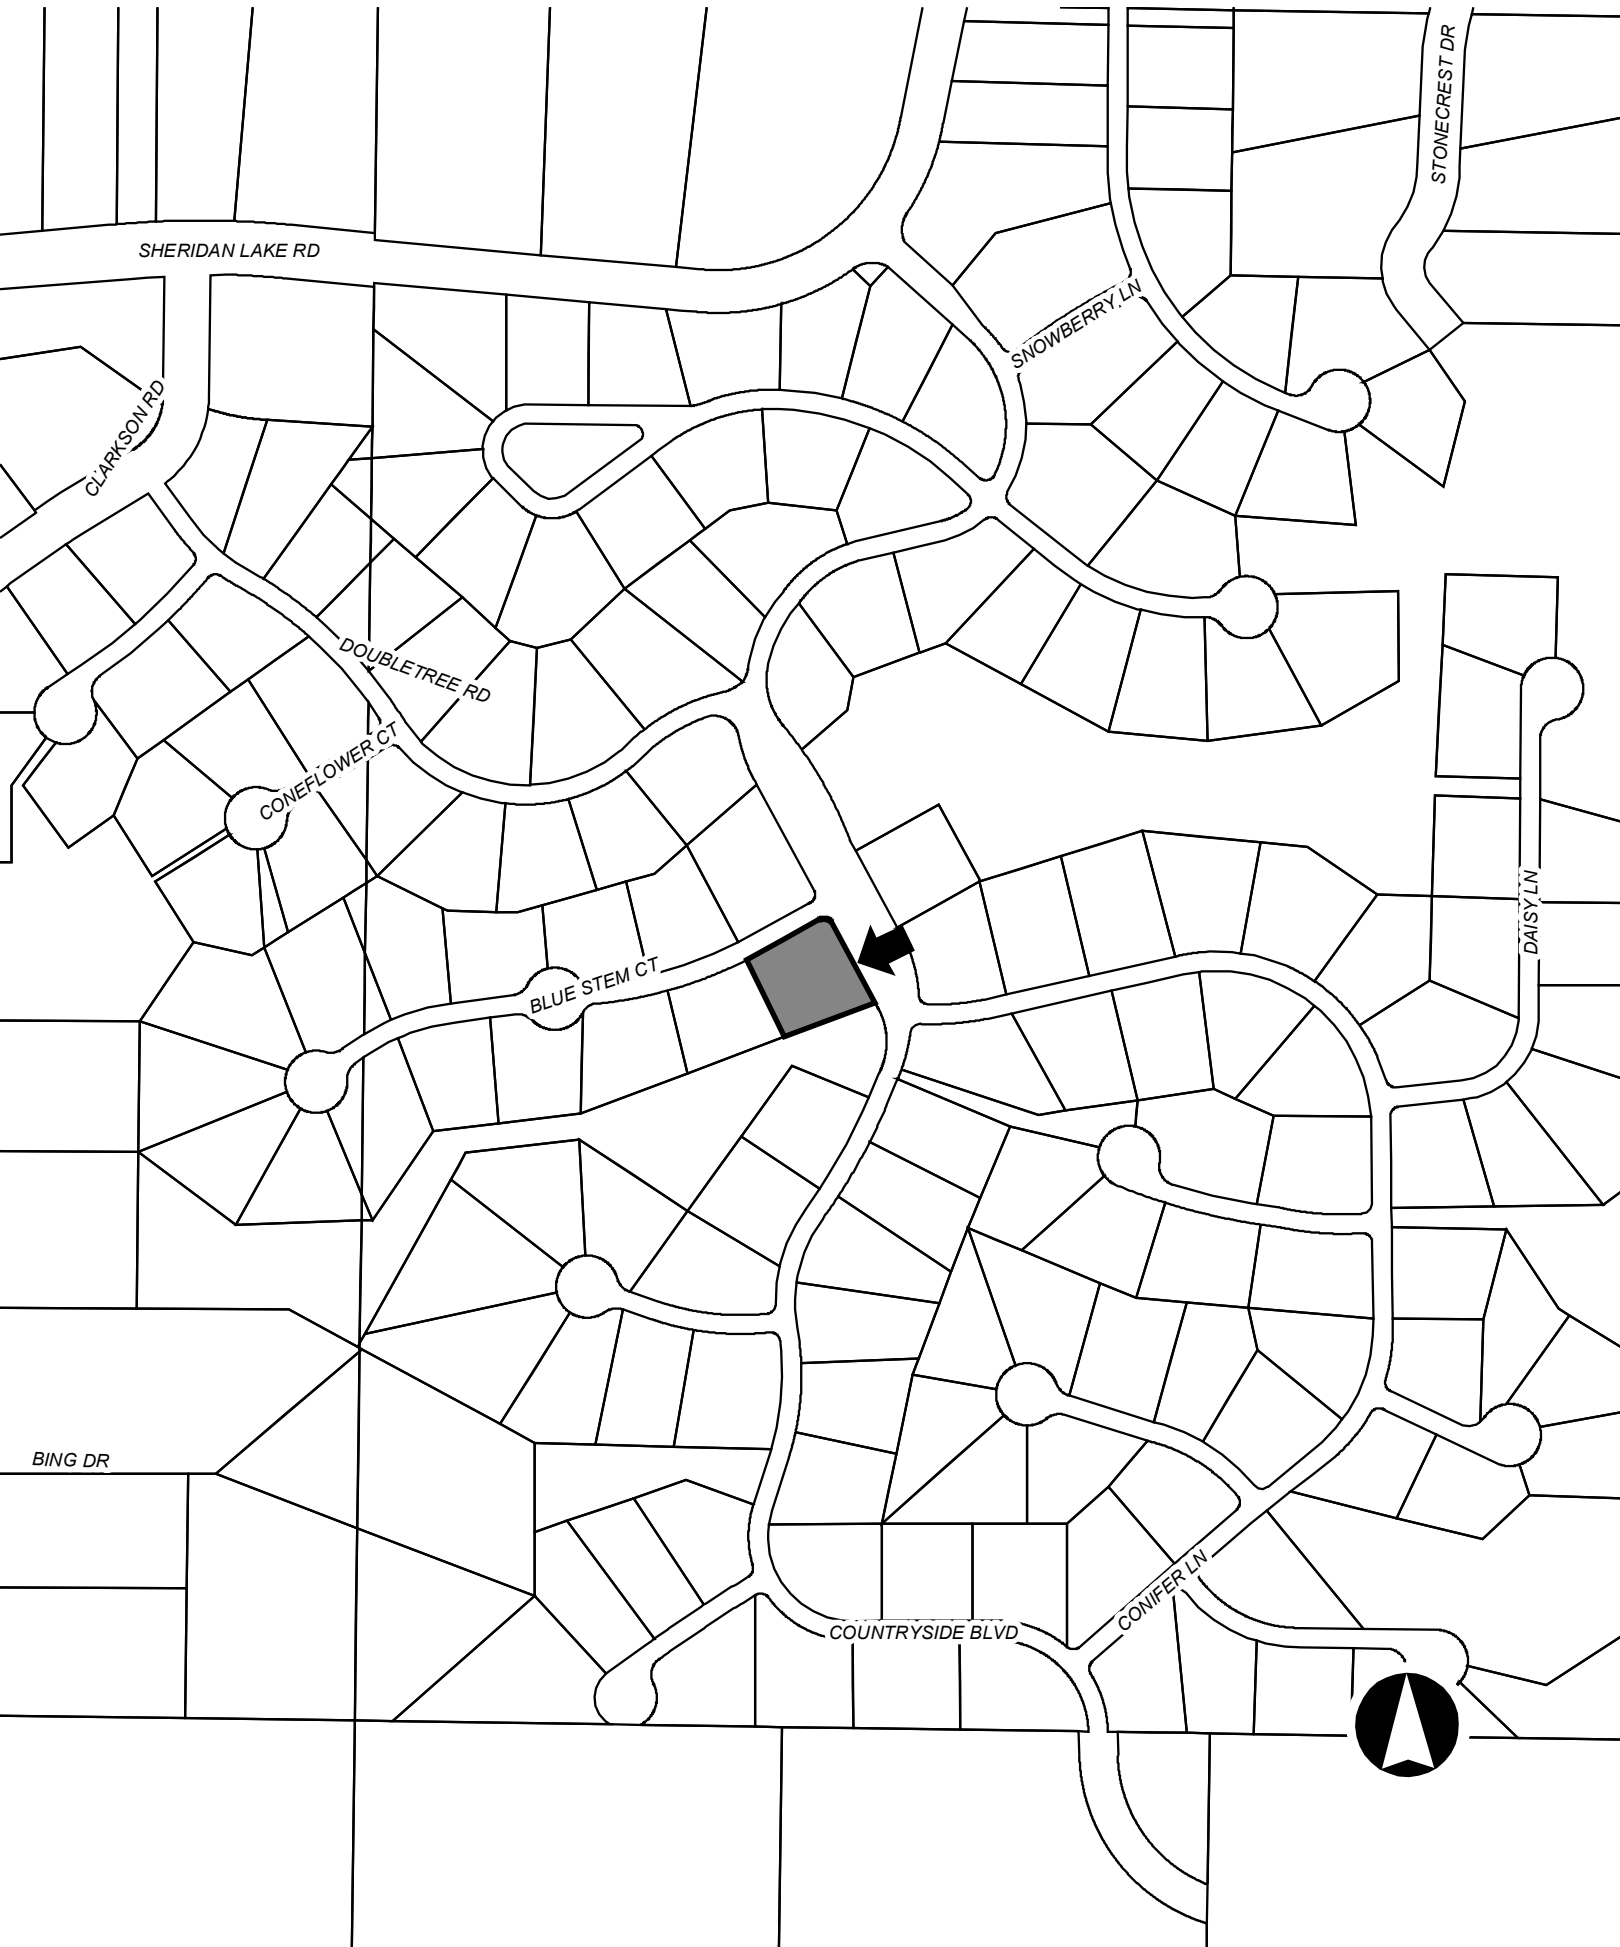 STONECREST DR
SHERIDAN LAKE RD
SNOWBERRY LN
CLARKSON RD
DOUBLETREE RD
CONEFLOWER CT
DAISY LN
BLUE STEM CT
BING DR
CONIFER LN
COUNTRYSIDE BLVD